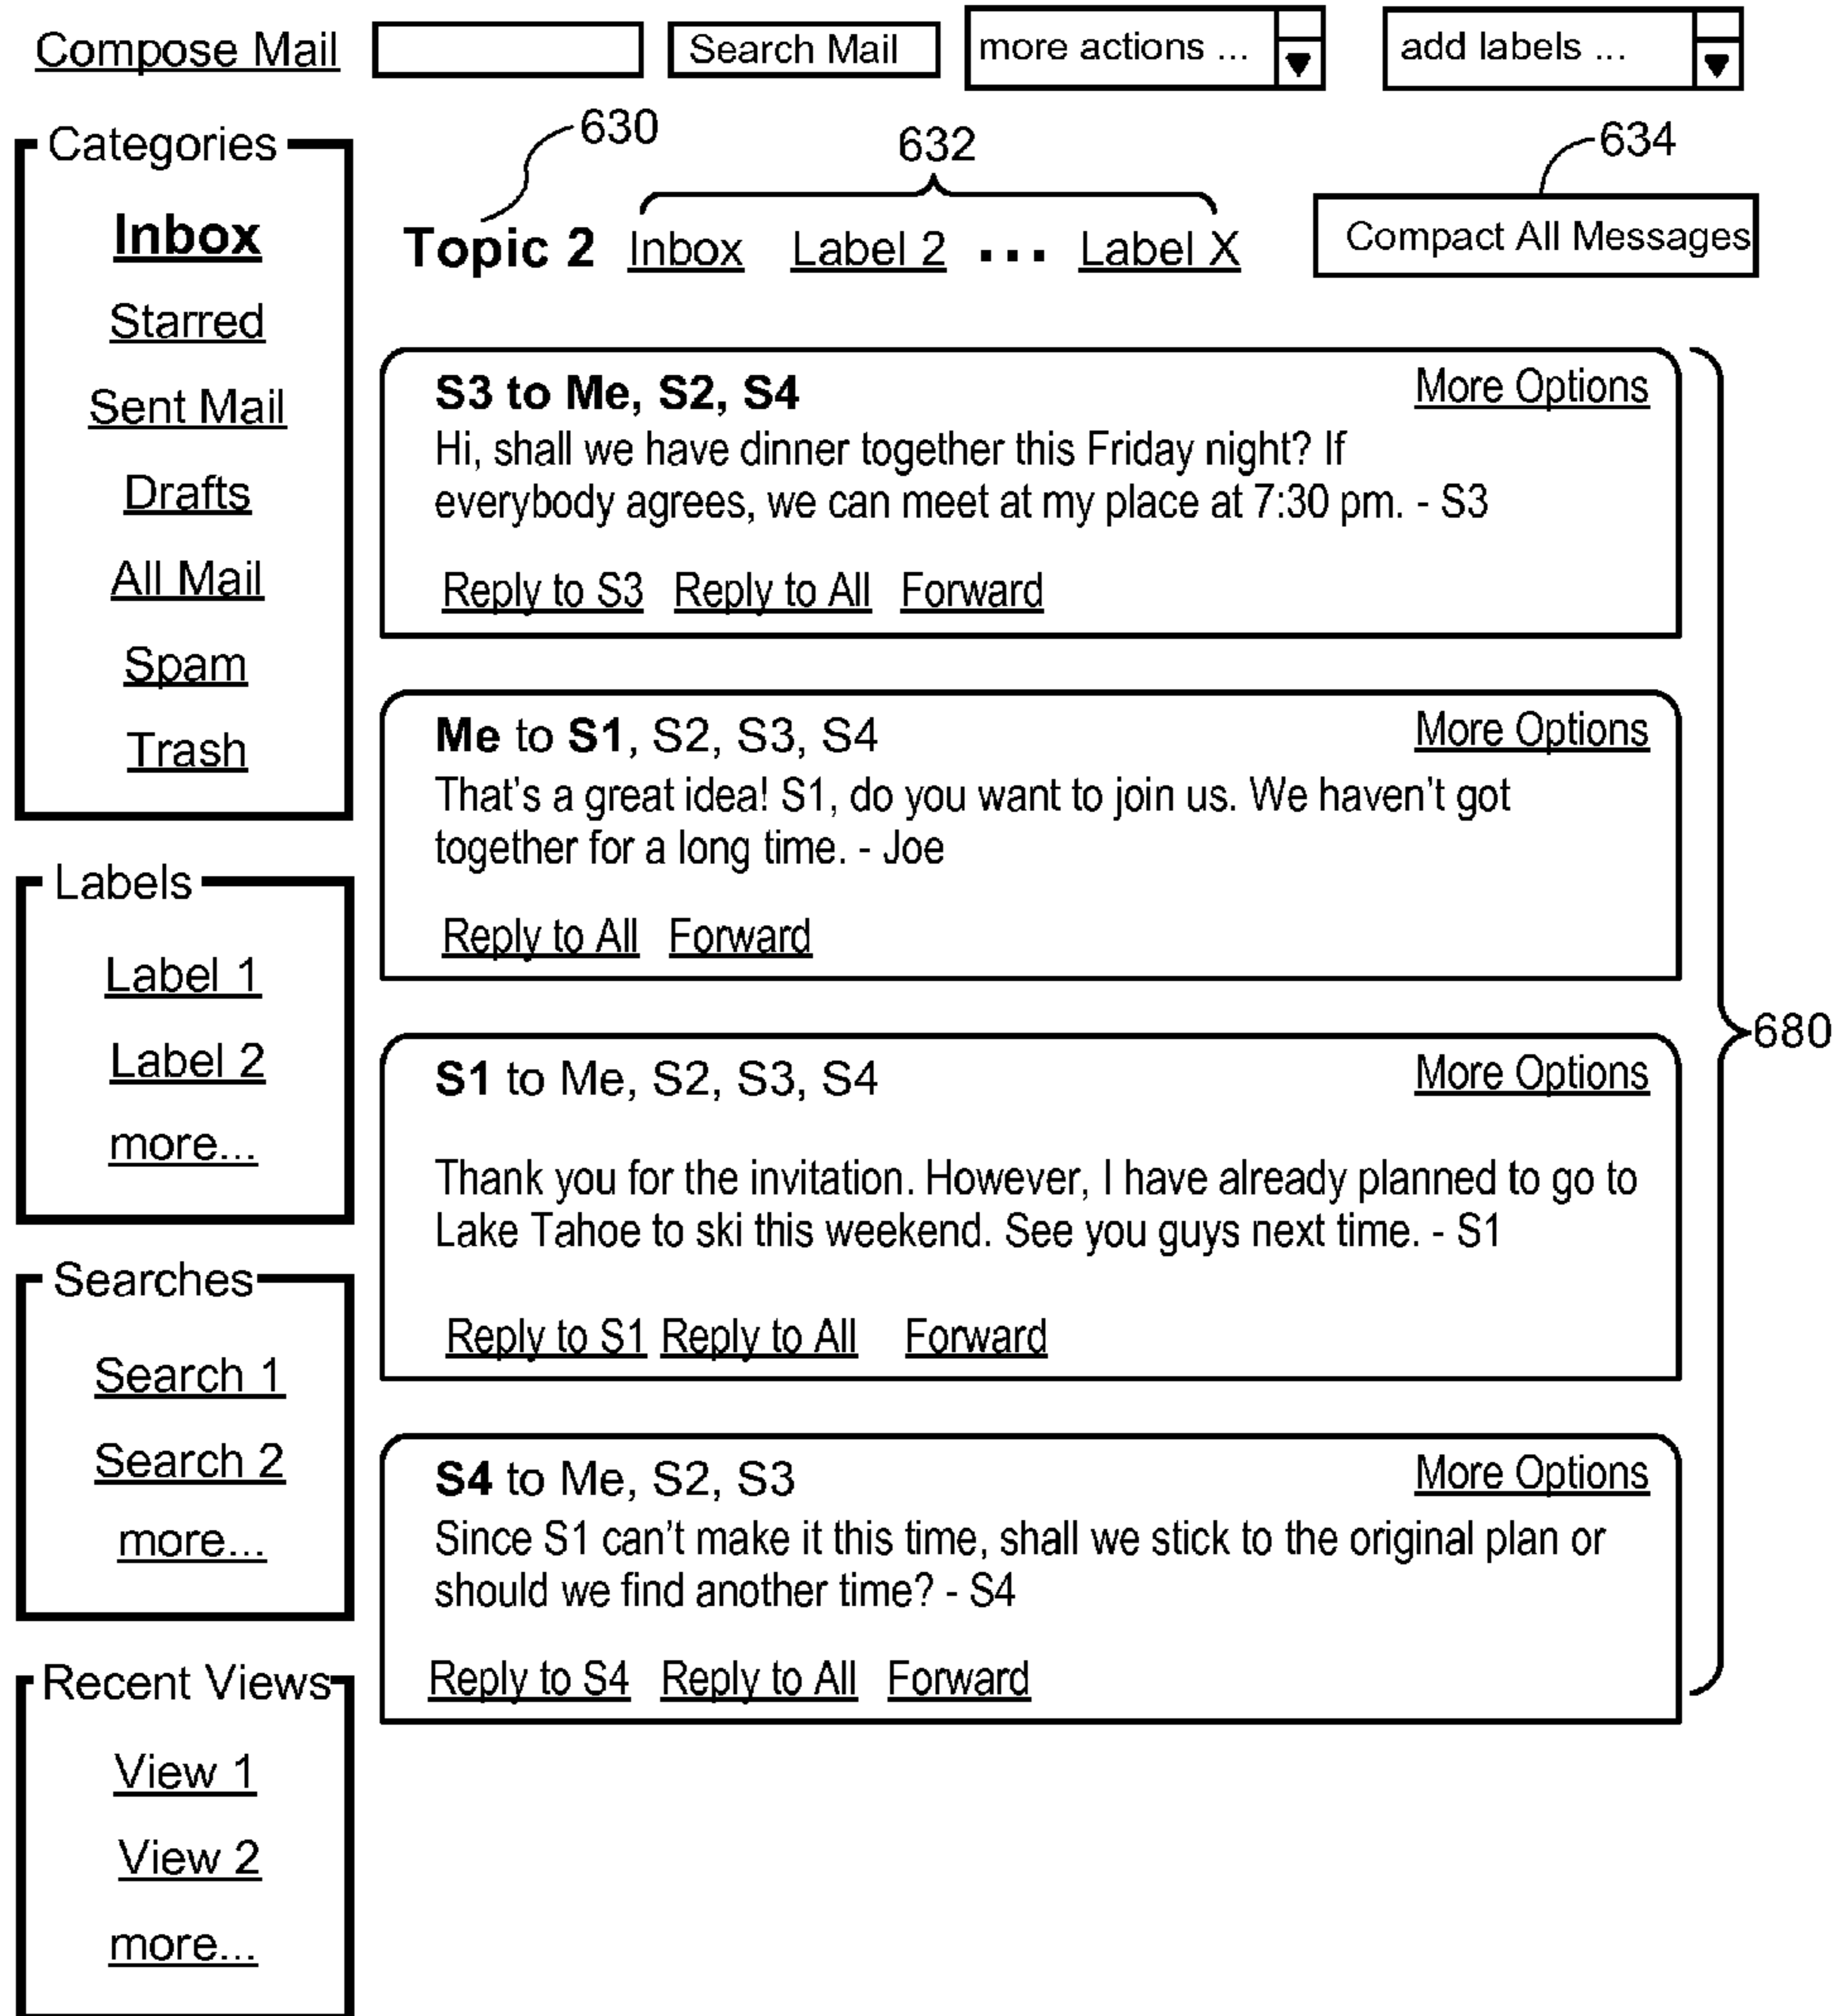 Compose Mail Search Mail more actions ... add labels ...
630
632
634
Categories
Inbox
Starred
Sent Mail
Drafts
All Mail
Spam
Trash
Labels
Label 1
Label 2
more...
Searches
Search 1
Search 2
more...
Recent Views
View 1
View 2
more...
Topic 2 Inbox Label 2 ... Label X Compact All Messages
S3 to Me, S2, S4 More Options
Hi, shall we have dinner together this Friday night? If
everybody agrees, we can meet at my place at 7:30 pm. - S3
Reply to S3 Reply to All Forward
Me to S1, S2, S3, S4 More Options
That's a great idea! S1, do you want to join us. We haven't got
together for a long time. - Joe
Reply to All Forward
S1 to Me, S2, S3, S4 More Options
Thank you for the invitation. However, I have already planned to go to
Lake Tahoe to ski this weekend. See you guys next time. - S1
Reply to S1 Reply to All Forward
S4 to Me, S2, S3 More Options
Since S1 can't make it this time, shall we stick to the original plan or
should we find another time? - S4
Reply to S4 Reply to All Forward
680